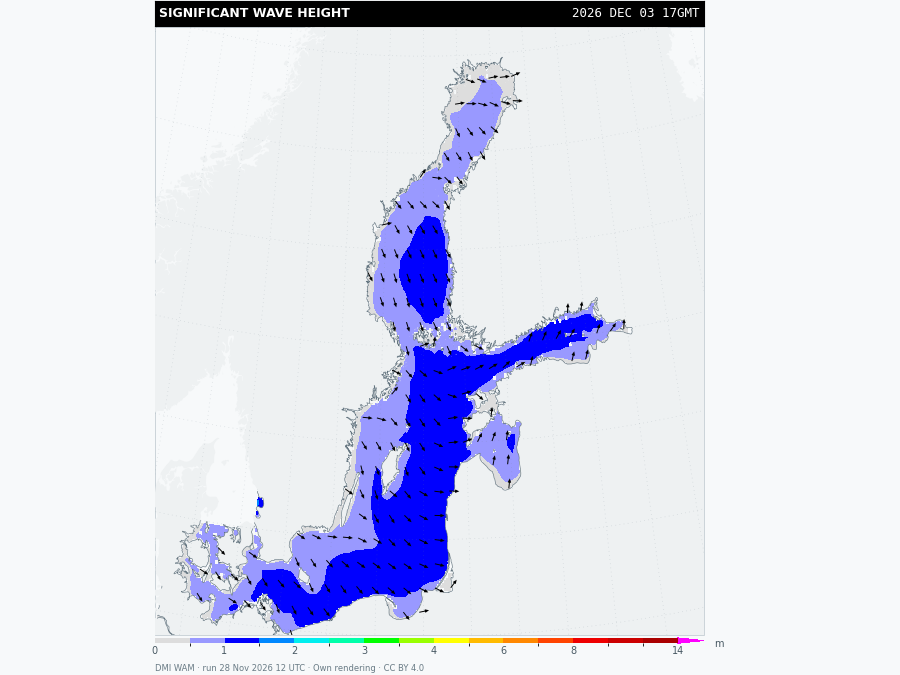 SIGNIFICANT WAVE HEIGHT 2026 DEC 03 17GMT
0 1 2 3 4 6 8 14 m
DMI WAM · run 28 Nov 2026 12 UTC · Own rendering · CC BY 4.0